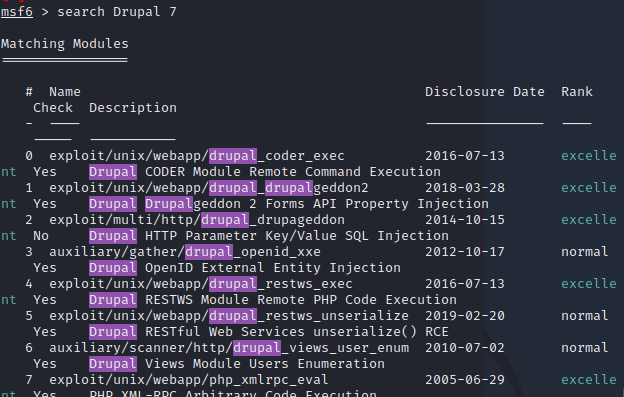 msf6 > search Drupal 7
Matching Modules
================
# Name Disclosure Date Rank
Check Description
- ---- --------------- ----
----- -----------
0 exploit/unix/webapp/drupal_coder_exec 2016-07-13 excelle
nt Yes Drupal CODER Module Remote Command Execution
1 exploit/unix/webapp/drupal_drupalgeddon2 2018-03-28 excelle
nt Yes Drupal Drupalgeddon 2 Forms API Property Injection
2 exploit/multi/http/drupal_drupageddon 2014-10-15 excelle
nt No Drupal HTTP Parameter Key/Value SQL Injection
3 auxiliary/gather/drupal_openid_xxe 2012-10-17 normal
Yes Drupal OpenID External Entity Injection
4 exploit/unix/webapp/drupal_restws_exec 2016-07-13 excelle
nt Yes Drupal RESTWS Module Remote PHP Code Execution
5 exploit/unix/webapp/drupal_restws_unserialize 2019-02-20 normal
Yes Drupal RESTful Web Services unserialize() RCE
6 auxiliary/scanner/http/drupal_views_user_enum 2010-07-02 normal
Yes Drupal Views Module Users Enumeration
7 exploit/unix/webapp/php_xmlrpc_eval 2005-06-29 excelle
nt Yes PHP XML-RPC Arbitrary Code Execution